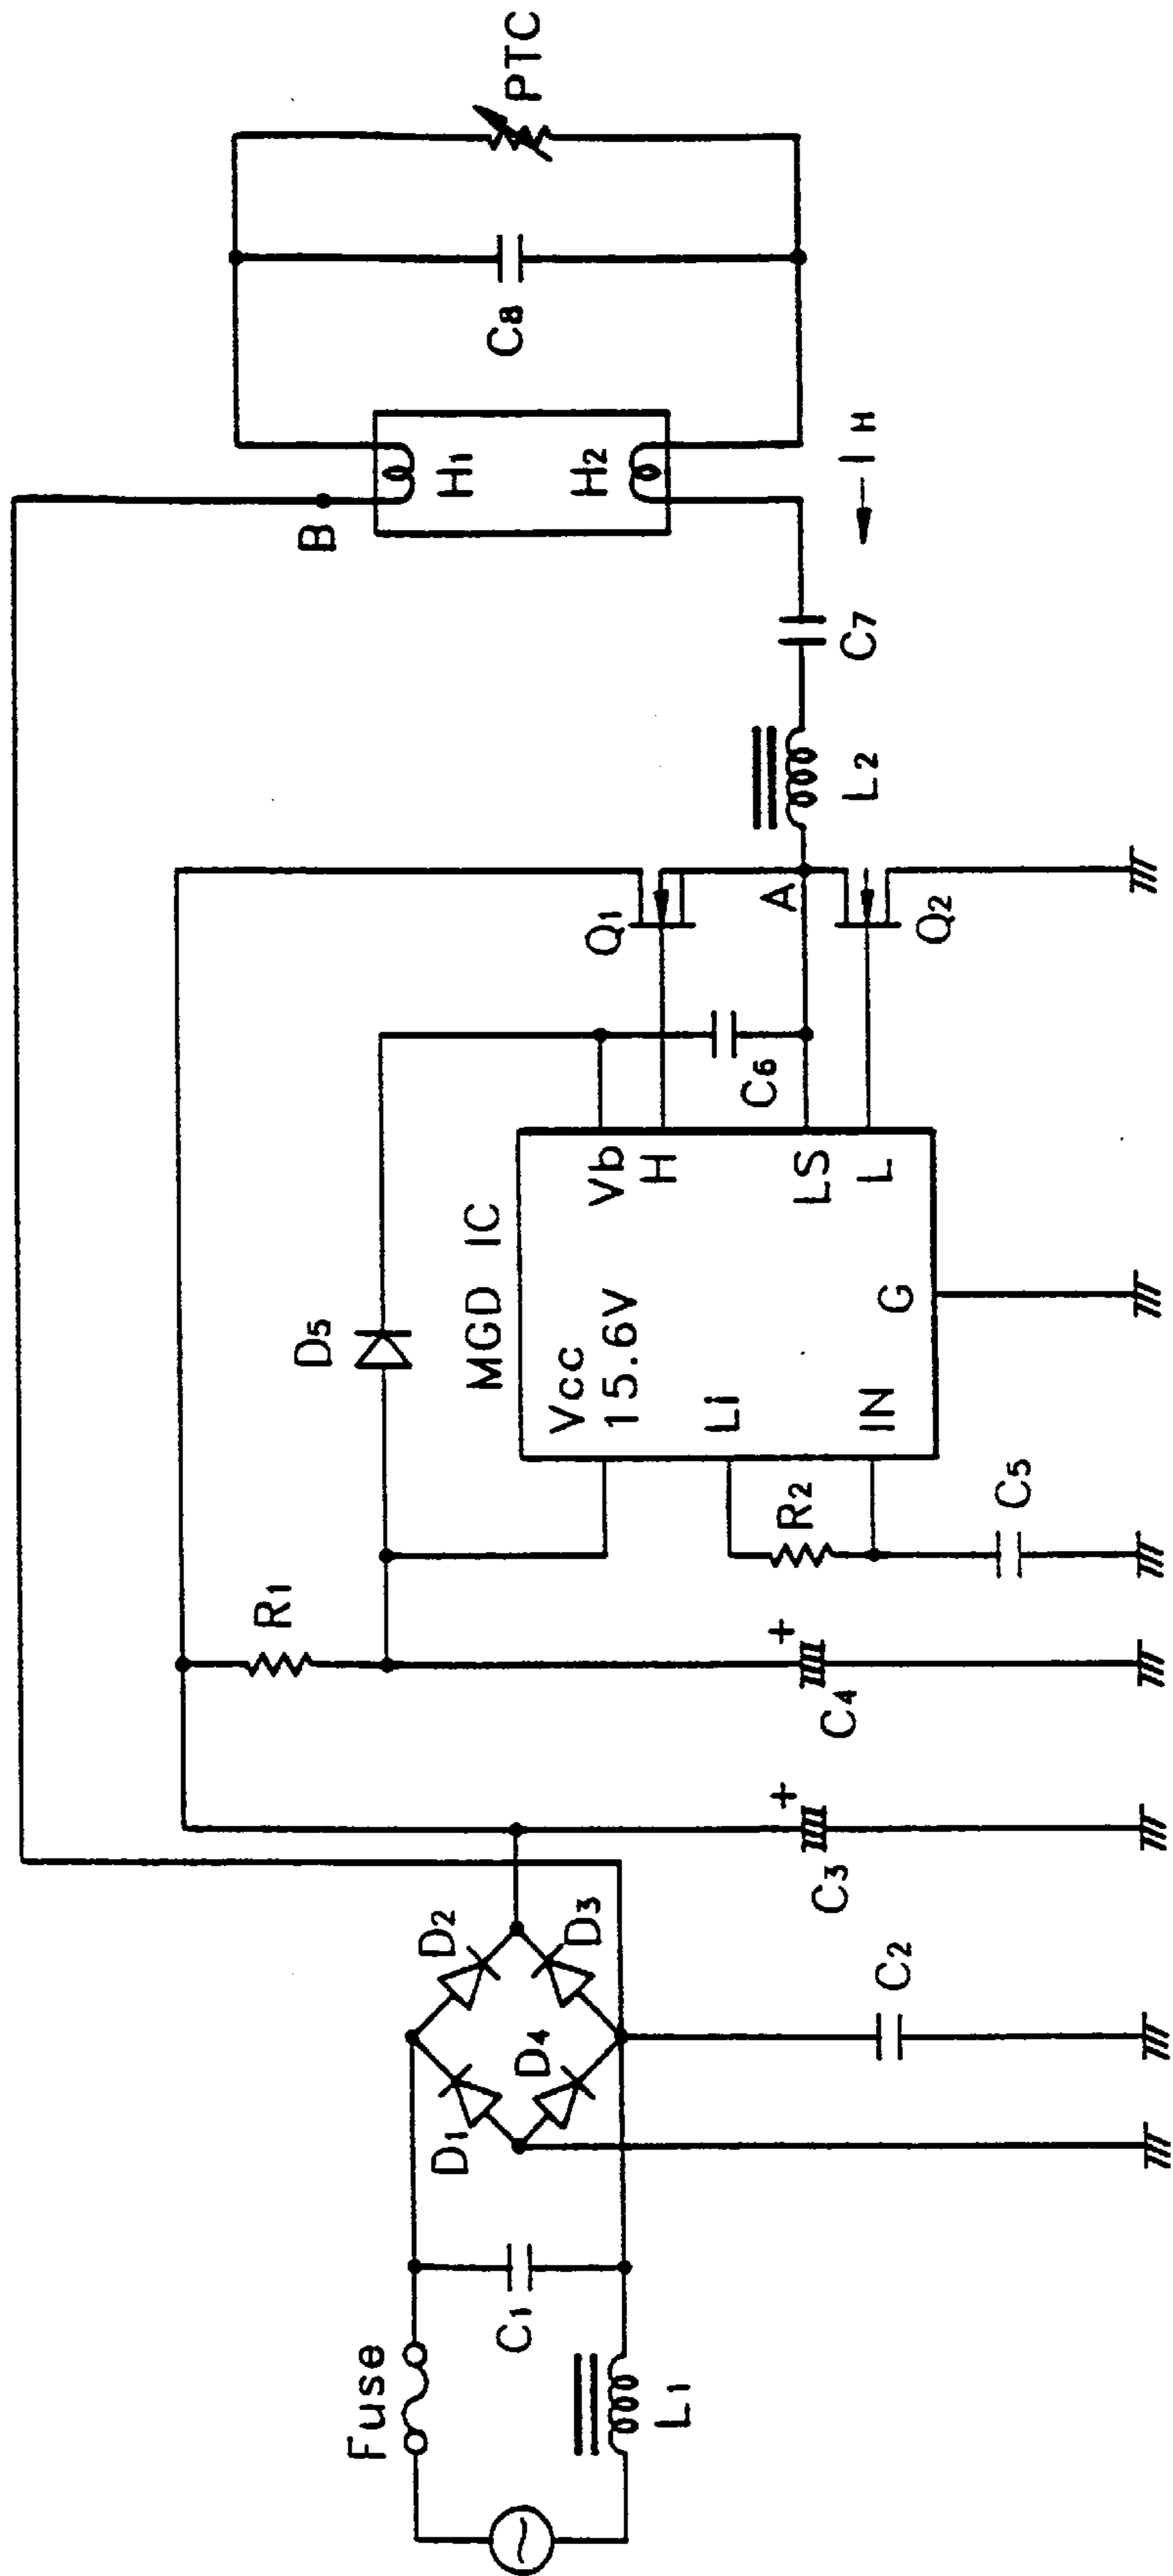 Fuse
C1
L1
D1
D2
D3
D4
C2
C3
+
C4
+
R1
D5
MGD IC
Vcc
15.6V
Li
IN
G
Vb
H
LS
L
R2
C5
C6
Q1
Q2
A
L2
C7
IH
B
H1
H2
C8
PTC